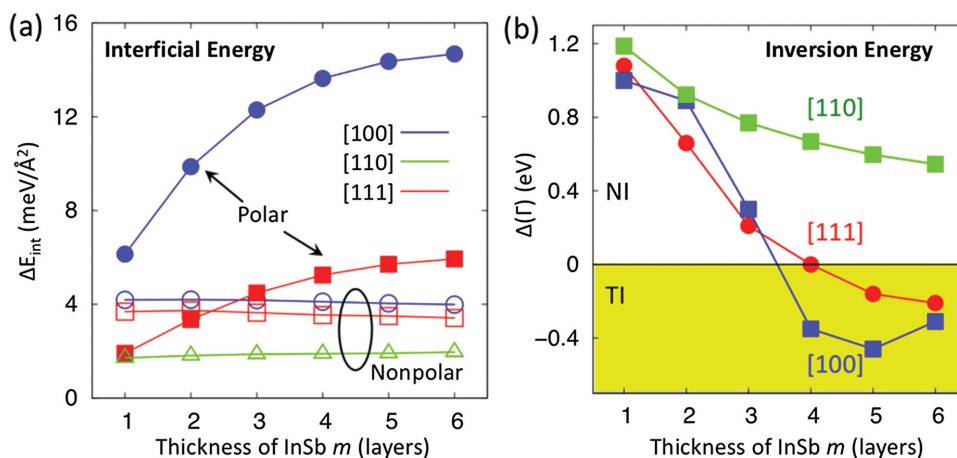 (a)
Interficial Energy
16
12
8
4
0
ΔE_int (meV/Å²)
[100]
[110]
[111]
Polar
Nonpolar
1 2 3 4 5 6
Thickness of InSb m (layers)
(b)
Inversion Energy
1.2
0.8
0.4
0
−0.4
Δ(Γ) (eV)
NI
TI
[110]
[111]
[100]
1 2 3 4 5 6
Thickness of InSb m (layers)